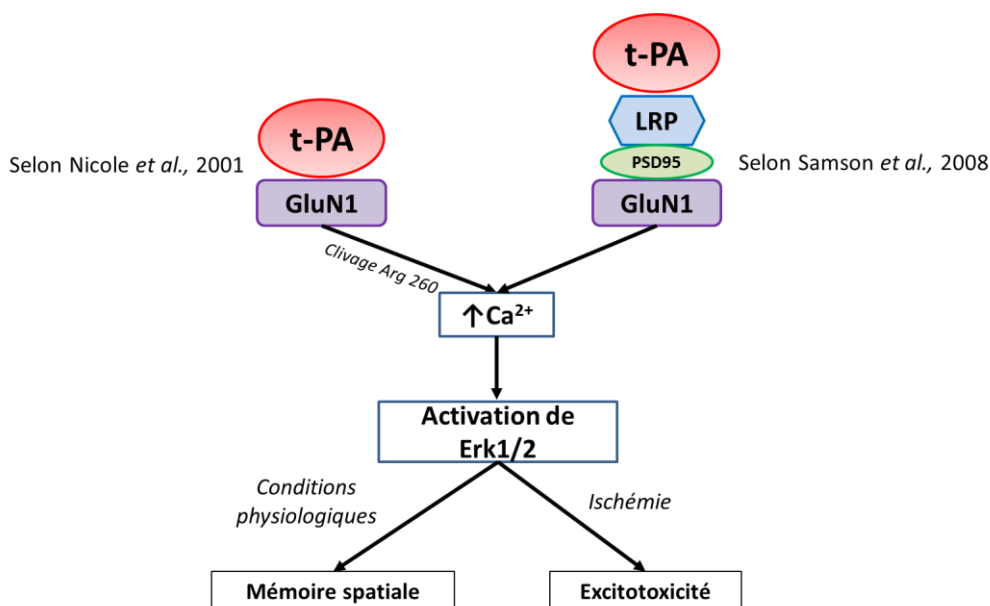 t-PA
LRP
PSD95
GluN1
Selon Samson et al., 2008
t-PA
GluN1
Selon Nicole et al., 2001
Clivage Arg 260
↑Ca²⁺
Activation de
Erk1/2
Conditions
physiologiques
Ischémie
Mémoire spatiale
Excitotoxicité